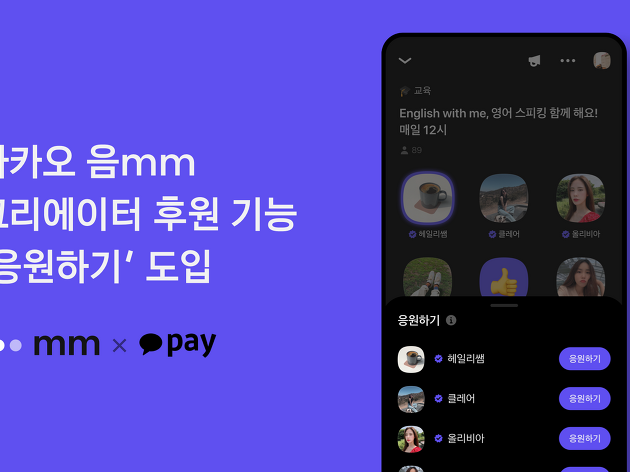 카카오 음mm
크리에이터 후원 기능
응원하기' 도입
mm × pay
교육
English with me, 영어 스피킹 함께 해요!
매일 12시
89
헤일리쌤 클레어 올리비아
응원하기
헤일리쌤 응원하기
클레어 응원하기
올리비아 응원하기